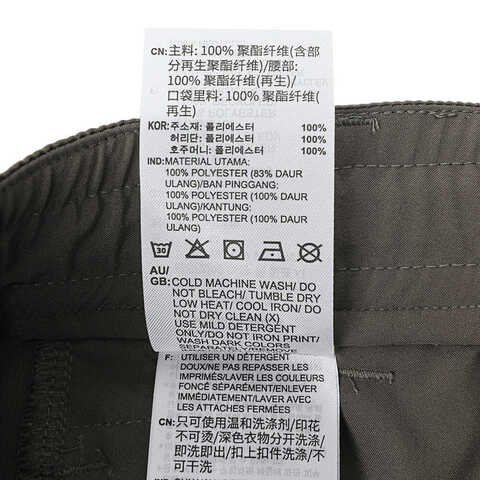 CN:主料: 100% 聚酯纤维(含部
分再生聚酯纤维)/腰部:
100% 聚酯纤维(再生)/
口袋里料: 100% 聚酯纤维(
再生)
KOR:주소재: 폴리에스터 100%
허리단: 폴리에스터 100%
호주머니: 폴리에스터 100%
IND:MATERIAL UTAMA:
100% POLYESTER (83% DAUR
ULANG)/BAN PINGGANG:
100% POLYESTER (100% DAUR
ULANG)/KANTUNG:
100% POLYESTER (100% DAUR
ULANG)
30
AU/
GB:COLD MACHINE WASH/DO
NOT BLEACH/TUMBLE DRY
LOW HEAT/COOL IRON/DO
NOT DRY CLEAN (X)
USE MILD DETERGENT
ONLY/DO NOT IRON PRINT/
WASH DARK COLORS
SEPARATELY/REMOVE
F: UTILISER UN DÉTERGENT
DOUX/NE PAS REPASSER LES
IMPRIMÉS/LAVER LES COULEURS
FONCÉ SÉPARÉMENT/ENLEVER
IMMÉDIATEMENT/LAVER AVEC
LES ATTACHES FERMÉES
CN:只可使用温和洗涤剂/印花
不可烫/深色衣物分开洗涤/
即洗即出/扣上扣件洗涤/不
可干洗